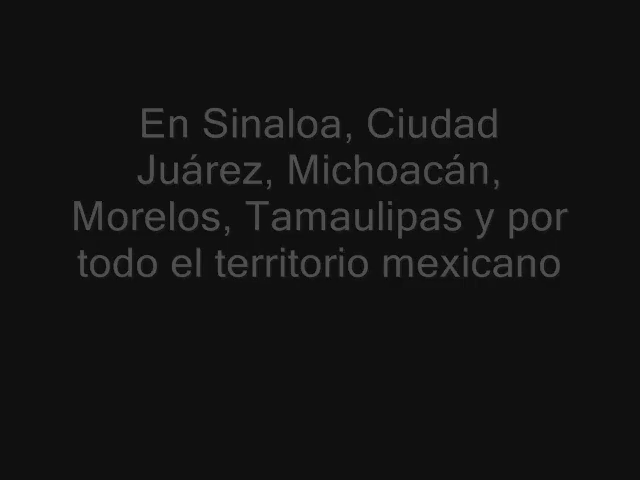 En Sinaloa, Ciudad
Juárez, Michoacán,
Morelos, Tamaulipas y por
todo el territorio mexicano